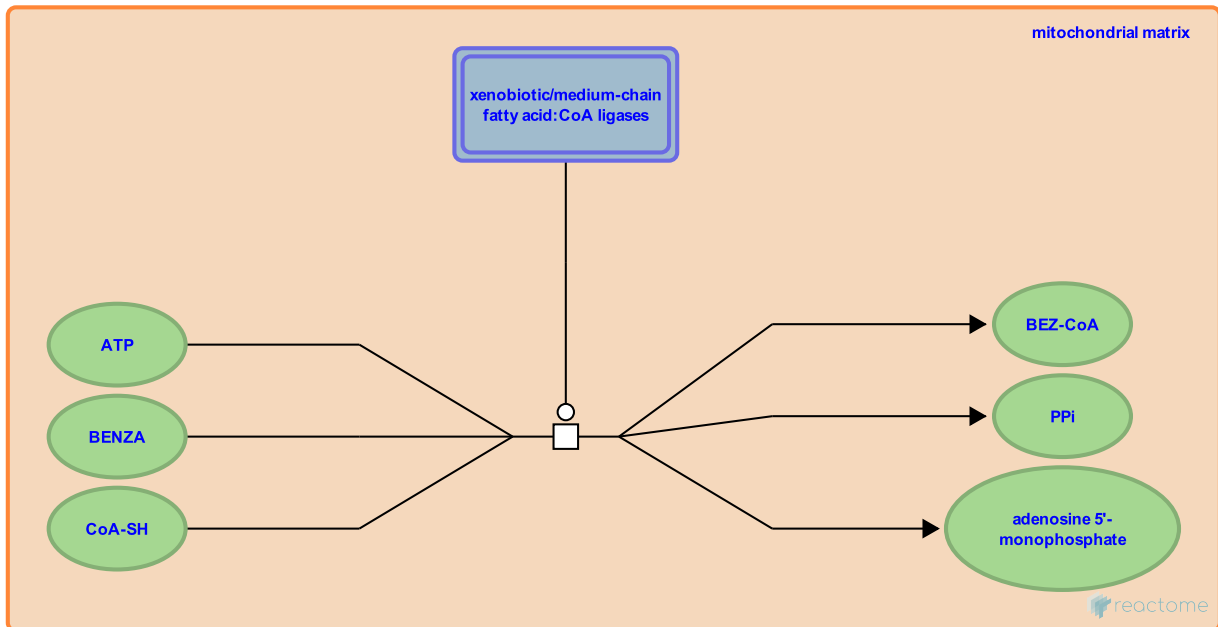 mitochondrial matrix
xenobiotic/medium-chain
fatty acid:CoA ligases
ATP
BENZA
CoA-SH
BEZ-CoA
PPi
adenosine 5'-
monophosphate
reactome